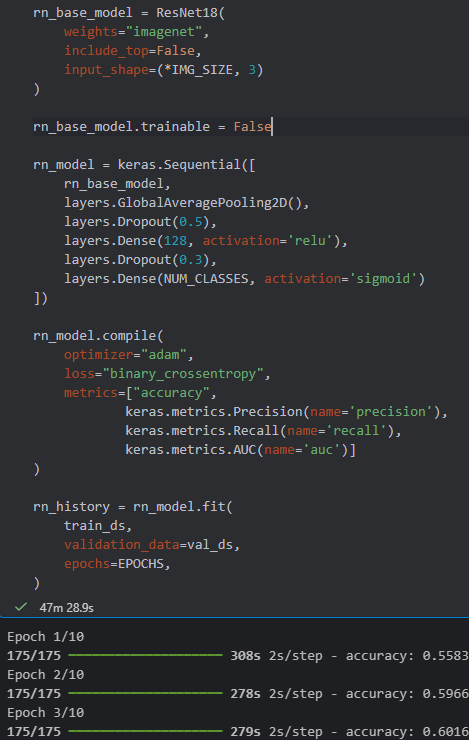 rn_base_model = ResNet18(
    weights="imagenet",
    include_top=False,
    input_shape=(*IMG_SIZE, 3)
)
rn_base_model.trainable = False
rn_model = keras.Sequential([
    rn_base_model,
    layers.GlobalAveragePooling2D(),
    layers.Dropout(0.5),
    layers.Dense(128, activation='relu'),
    layers.Dropout(0.3),
    layers.Dense(NUM_CLASSES, activation='sigmoid')
])
rn_model.compile(
    optimizer="adam",
    loss="binary_crossentropy",
    metrics=["accuracy",
            keras.metrics.Precision(name='precision'),
            keras.metrics.Recall(name='recall'),
            keras.metrics.AUC(name='auc')]
)
rn_history = rn_model.fit(
    train_ds,
    validation_data=val_ds,
    epochs=EPOCHS,
)
47m 28.9s
Epoch 1/10
175/175 308s 2s/step - accuracy: 0.5583
Epoch 2/10
175/175 278s 2s/step - accuracy: 0.5966
Epoch 3/10
175/175 279s 2s/step - accuracy: 0.6016